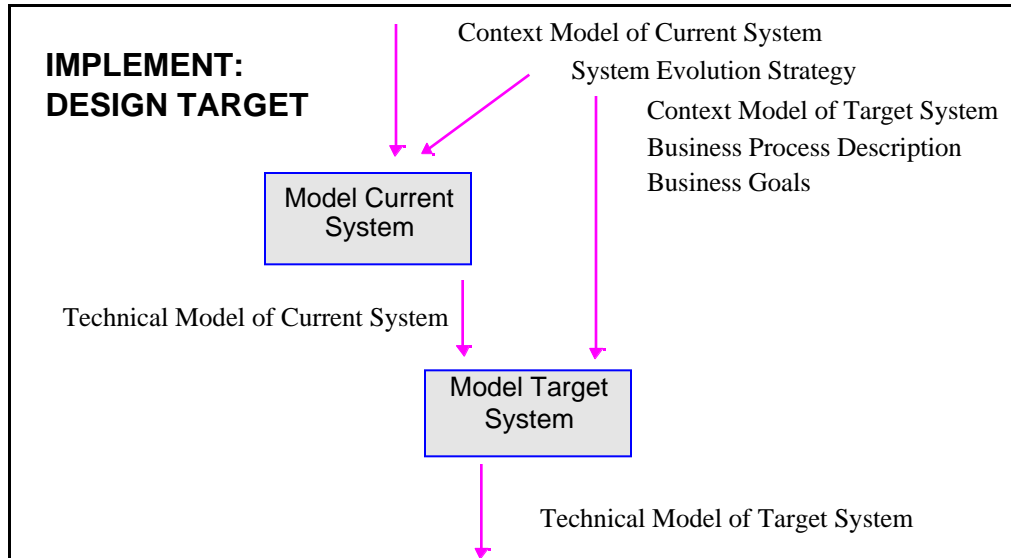 IMPLEMENT:
DESIGN TARGET
Context Model of Current System
System Evolution Strategy
Context Model of Target System
Business Process Description
Business Goals
Model Current
System
Technical Model of Current System
Model Target
System
Technical Model of Target System